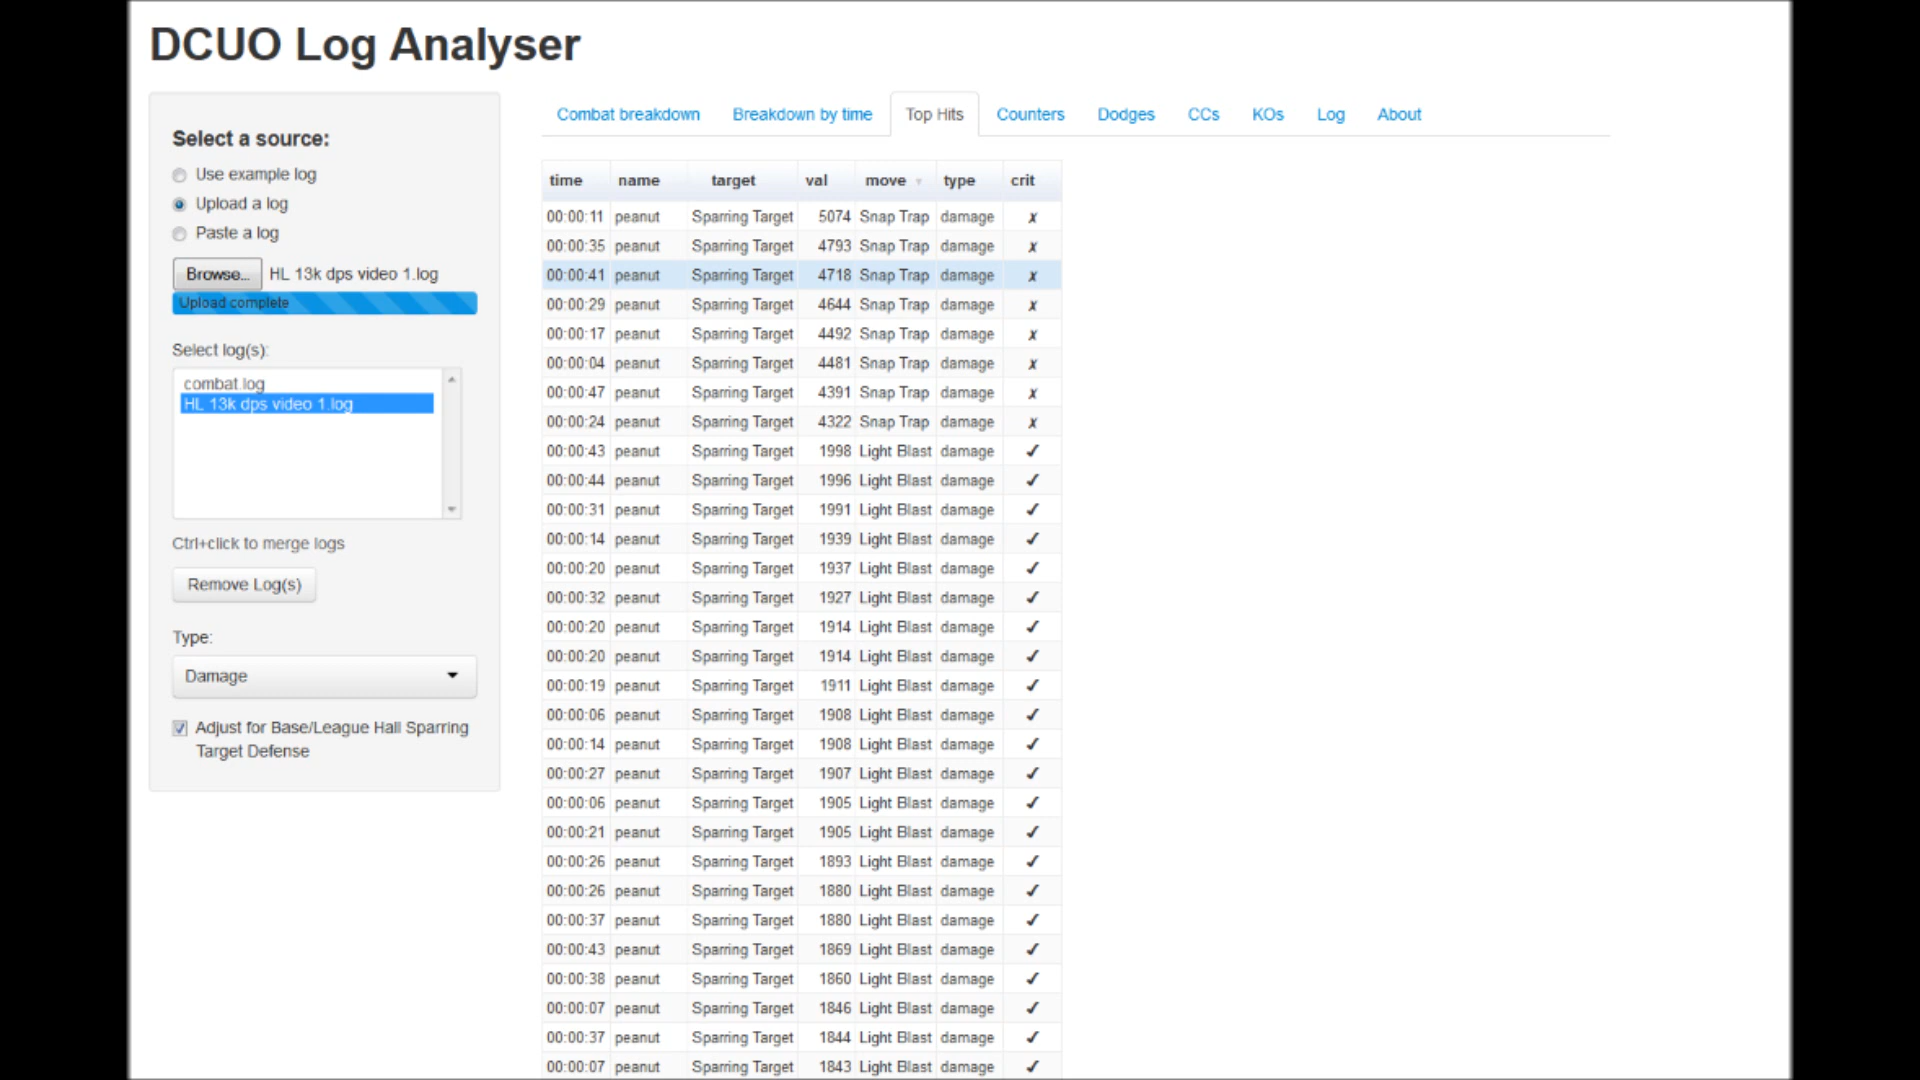 DCUO Log Analyser
Select a source:
Use example log
Upload a log
Paste a log
Browse... HL 13k dps video 1.log
Upload complete
Select log(s):
combat.log
HL 13k dps video 1.log
Ctrl+click to merge logs
Remove Log(s)
Type:
Damage
Adjust for Base/League Hall Sparring
Target Defense
Combat breakdown Breakdown by time Top Hits Counters Dodges CCs KOs Log About
time name target val move type crit
00:00:11 peanut Sparring Target 5074 Snap Trap damage ✗
00:00:35 peanut Sparring Target 4793 Snap Trap damage ✗
00:00:41 peanut Sparring Target 4718 Snap Trap damage ✗
00:00:29 peanut Sparring Target 4644 Snap Trap damage ✗
00:00:17 peanut Sparring Target 4492 Snap Trap damage ✗
00:00:04 peanut Sparring Target 4481 Snap Trap damage ✗
00:00:47 peanut Sparring Target 4391 Snap Trap damage ✗
00:00:24 peanut Sparring Target 4322 Snap Trap damage ✗
00:00:43 peanut Sparring Target 1998 Light Blast damage ✓
00:00:44 peanut Sparring Target 1996 Light Blast damage ✓
00:00:31 peanut Sparring Target 1991 Light Blast damage ✓
00:00:14 peanut Sparring Target 1939 Light Blast damage ✓
00:00:20 peanut Sparring Target 1937 Light Blast damage ✓
00:00:32 peanut Sparring Target 1927 Light Blast damage ✓
00:00:20 peanut Sparring Target 1914 Light Blast damage ✓
00:00:20 peanut Sparring Target 1914 Light Blast damage ✓
00:00:19 peanut Sparring Target 1911 Light Blast damage ✓
00:00:06 peanut Sparring Target 1908 Light Blast damage ✓
00:00:14 peanut Sparring Target 1908 Light Blast damage ✓
00:00:27 peanut Sparring Target 1907 Light Blast damage ✓
00:00:06 peanut Sparring Target 1905 Light Blast damage ✓
00:00:21 peanut Sparring Target 1905 Light Blast damage ✓
00:00:26 peanut Sparring Target 1893 Light Blast damage ✓
00:00:26 peanut Sparring Target 1880 Light Blast damage ✓
00:00:37 peanut Sparring Target 1880 Light Blast damage ✓
00:00:43 peanut Sparring Target 1869 Light Blast damage ✓
00:00:38 peanut Sparring Target 1860 Light Blast damage ✓
00:00:07 peanut Sparring Target 1846 Light Blast damage ✓
00:00:37 peanut Sparring Target 1844 Light Blast damage ✓
00:00:07 peanut Sparring Target 1843 Light Blast damage ✓